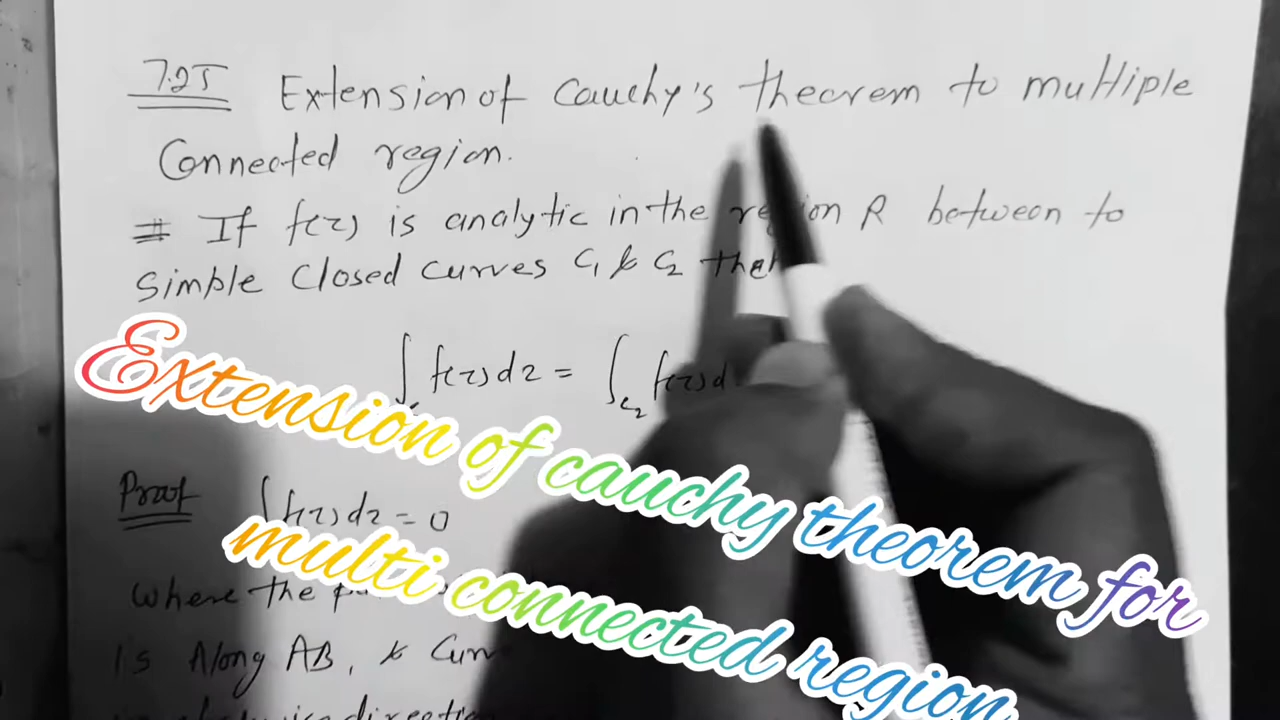 7.25 Extension of Cauchy's theorem to multiple
Connected region.
If f(z) is analytic in the region R between to
Simple Closed Curves C1 & C2 then
∫ f(z) dz = ∫C2 f(z) d
Extension of cauchy theorem for
multi connected region
Proof ∫ f(z) dz = 0
where the
is Along AB, &
direction